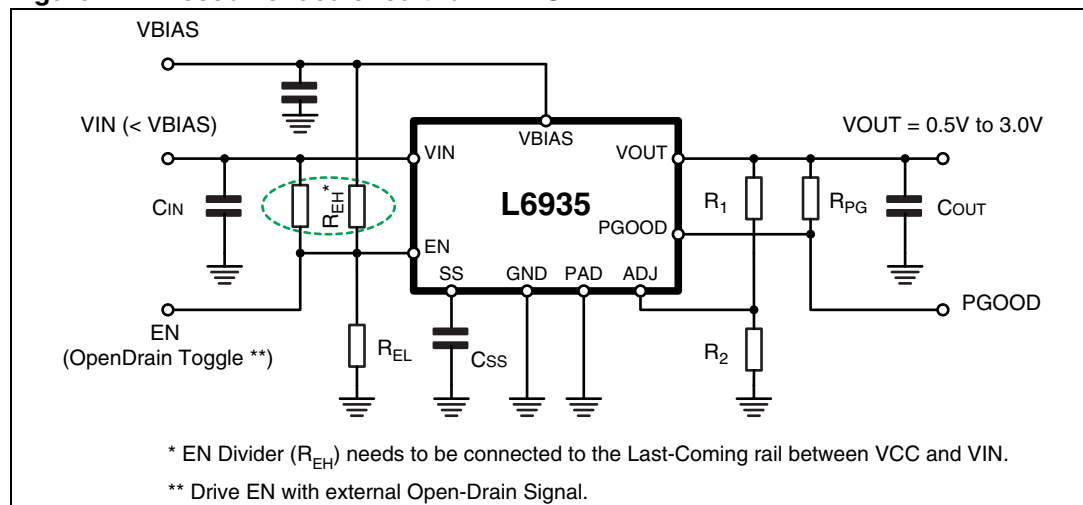 VBIAS
VIN (< VBIAS)
VBIAS
VIN
VOUT
VOUT = 0.5V to 3.0V
CIN
REH *
L6935
R1
RPG
COUT
PGOOD
EN
SS
GND
PAD
ADJ
PGOOD
EN
(OpenDrain Toggle **)
REL
CSS
R2
* EN Divider (REH) needs to be connected to the Last-Coming rail between VCC and VIN.
** Drive EN with external Open-Drain Signal.